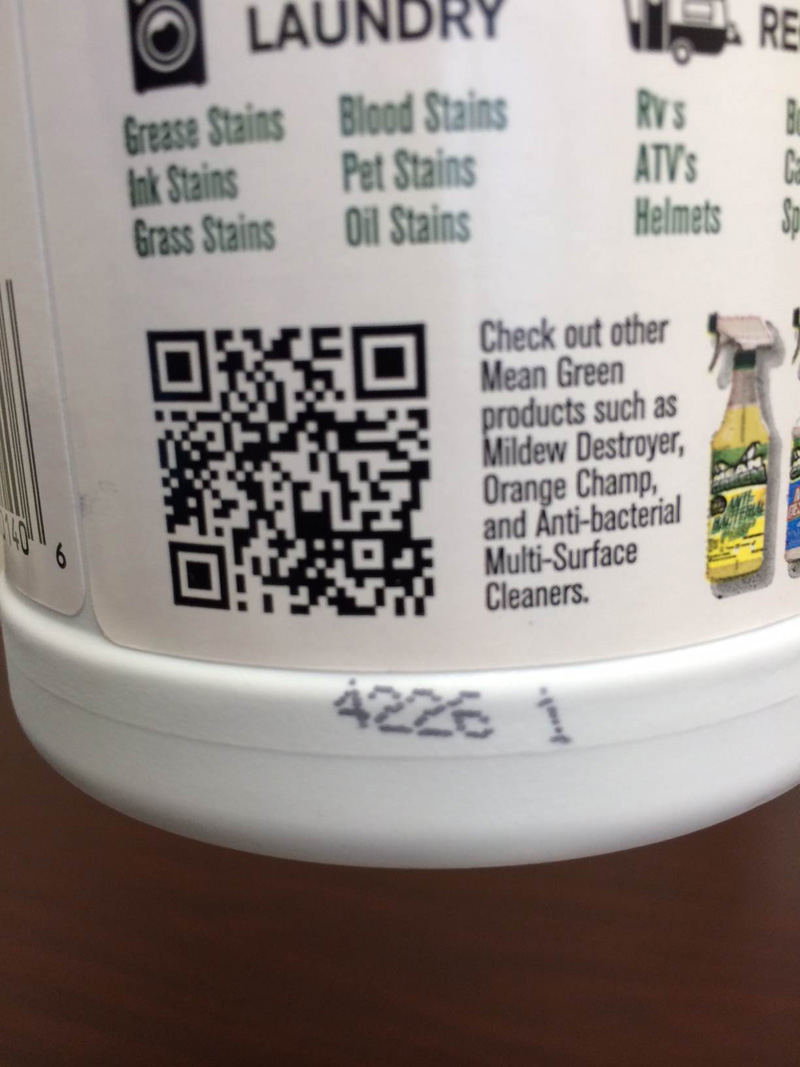 LAUNDRY
Grease Stains
Ink Stains
Grass Stains
Blood Stains
Pet Stains
Oil Stains
RV's
ATV's
Helmets
Check out other
Mean Green
products such as
Mildew Destroyer,
Orange Champ,
and Anti-bacterial
Multi-Surface
Cleaners.
6
4226 1